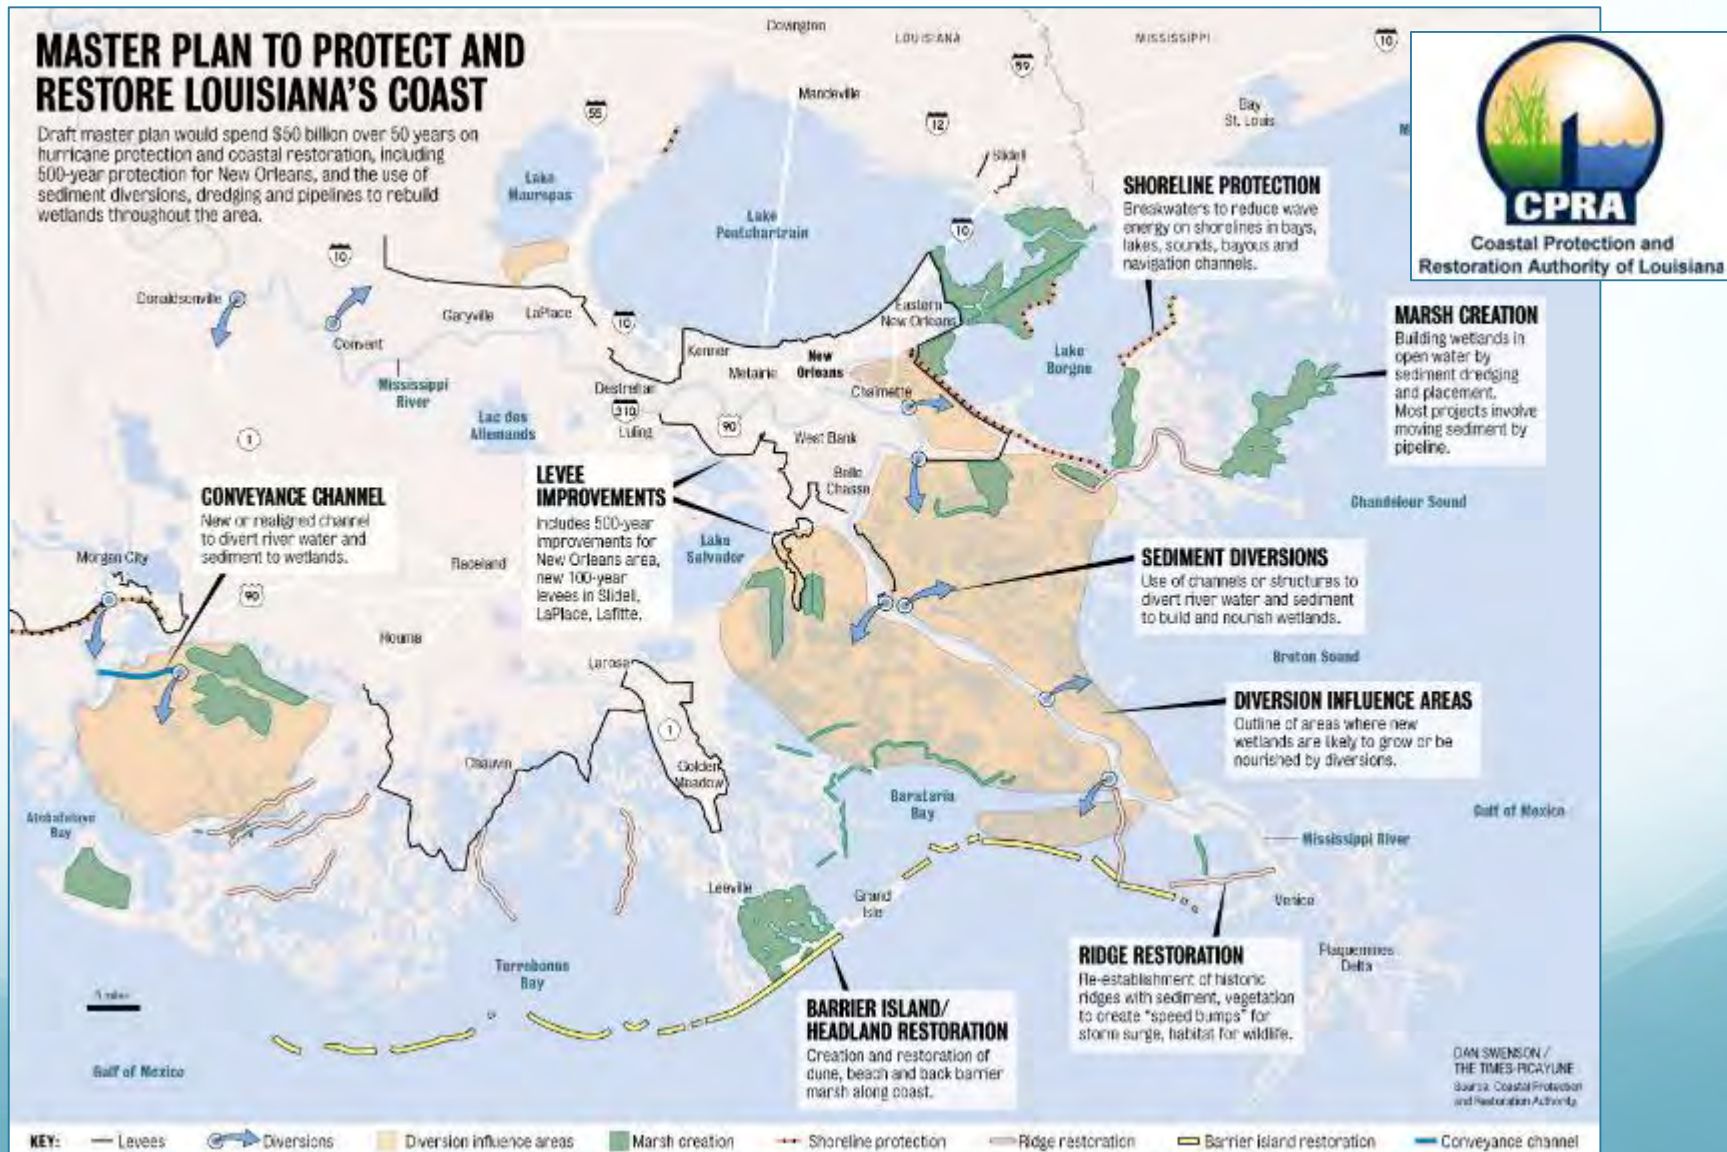 MASTER PLAN TO PROTECT AND
RESTORE LOUISIANA'S COAST
Draft master plan would spend $50 billion over 50 years on
hurricane protection and coastal restoration, including
500-year protection for New Orleans, and the use of
sediment diversions, dredging and pipelines to rebuild
wetlands throughout the area.
Covington
LOUISIANA
MISSISSIPPI
10
59
55
12
Mandeville
Bay
St. Louis
Slidell
Lake
Maurepas
Lake
Pontchartrain
10
10
CPRA
Coastal Protection and
Restoration Authority of Louisiana
SHORELINE PROTECTION
Breakwaters to reduce wave
energy on shorelines in bays,
lakes, sounds, bayous and
navigation channels.
Donaldsonville
Convent
Garyville
LaPlace
10
Eastern
New Orleans
MARSH CREATION
Building wetlands in
open water by
sediment dredging
and placement.
Most projects involve
moving sediment by
pipeline.
Mississippi
River
Kenner
Metairie
New
Orleans
Lake
Borgne
Destrehan
310
Luling
Chalmette
Lac des
Allemands
90
West Bank
1
Belle
Chasse
LEVEE
IMPROVEMENTS
Includes 500-year
improvements for
New Orleans area,
new 100-year
levees in Slidell,
LaPlace, Lafitte.
CONVEYANCE CHANNEL
New or realigned channel
to divert river water and
sediment to wetlands.
Chandeleur Sound
Morgan City
Raceland
Lake
Salvador
90
SEDIMENT DIVERSIONS
Use of channels or structures to
divert river water and sediment
to build and nourish wetlands.
Houma
Larose
Breton Sound
DIVERSION INFLUENCE AREAS
Outline of areas where new
wetlands are likely to grow or be
nourished by diversions.
1
Chauvin
Golden
Meadow
Barataria
Bay
Atchafalaya
Bay
Gulf of Mexico
Mississippi River
Leeville
Grand
Isle
Venice
Plaquemines
Delta
Terrebonne
Bay
RIDGE RESTORATION
Re-establishment of historic
ridges with sediment, vegetation
to create "speed bumps" for
storm surge, habitat for wildlife.
5 miles
BARRIER ISLAND/
HEADLAND RESTORATION
Creation and restoration of
dune, beach and back barrier
marsh along coast.
Gulf of Mexico
DAN SWENSON /
THE TIMES-PICAYUNE
Source: Coastal Protection
and Restoration Authority
KEY:
Levees
Diversions
Diversion influence areas
Marsh creation
Shoreline protection
Ridge restoration
Barrier island restoration
Conveyance channel